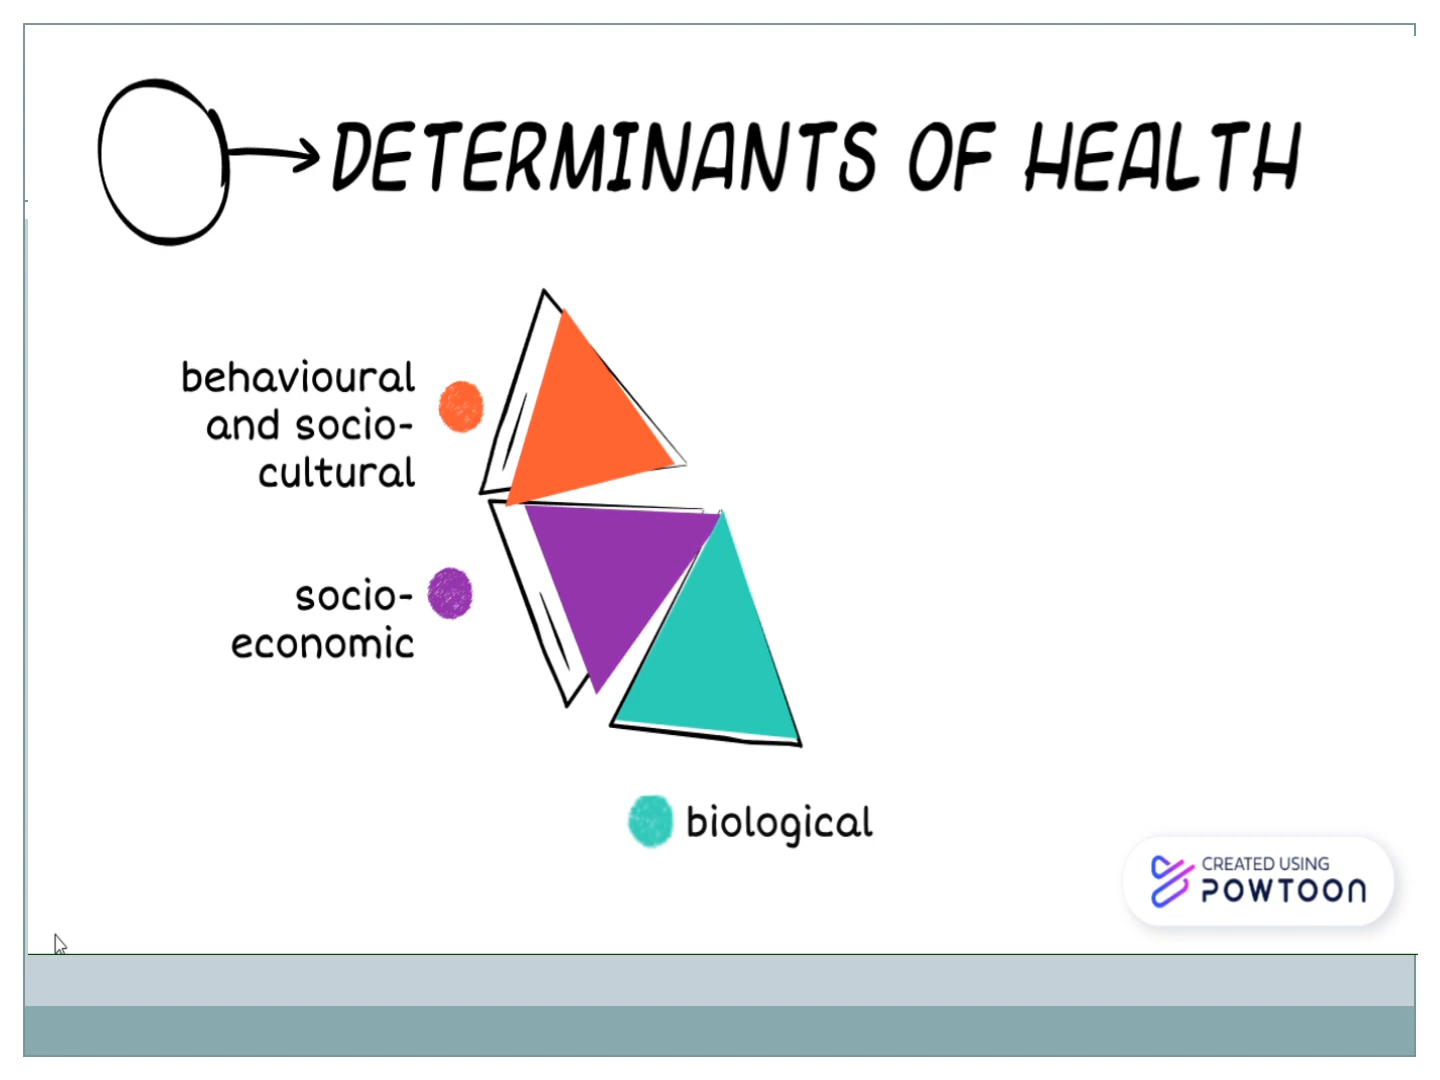 DETERMINANTS OF HEALTH
behavioural
and socio-
cultural
socio-
economic
biological
CREATED USING
POWTOON